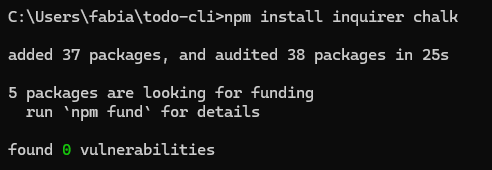 C:\Users\fabia\todo-cli>npm install inquirer chalk
added 37 packages, and audited 38 packages in 25s
5 packages are looking for funding
  run `npm fund` for details
found 0 vulnerabilities